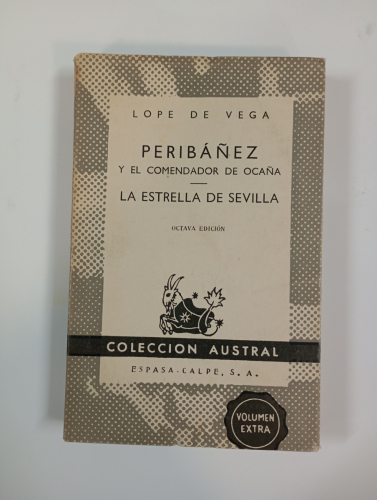 LOPE DE VEGA
PERIBÁÑEZ
Y EL COMENDADOR DE OCAÑA
LA ESTRELLA DE SEVILLA
OCTAVA EDICIÓN
COLECCION AUSTRAL
ESPASA-CALPE, S. A.
VOLUMEN
EXTRA